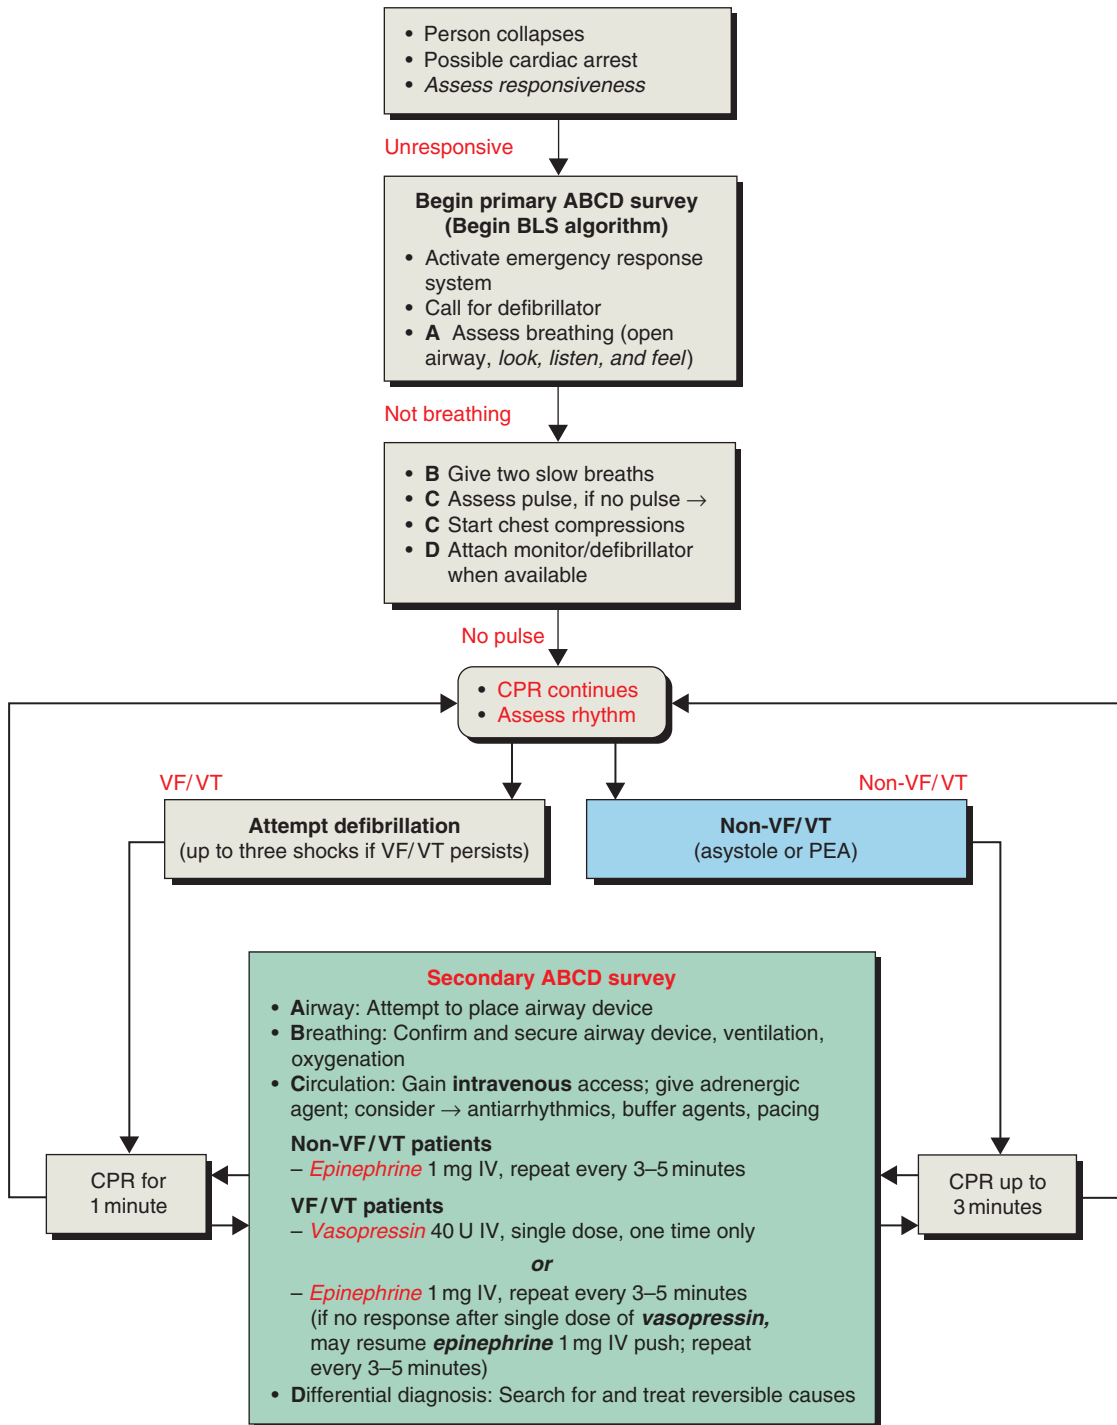 • Person collapses
• Possible cardiac arrest
• Assess responsiveness
Unresponsive
Begin primary ABCD survey
(Begin BLS algorithm)
• Activate emergency response
system
• Call for defibrillator
• A Assess breathing (open
airway, look, listen, and feel)
Not breathing
• B Give two slow breaths
• C Assess pulse, if no pulse →
• C Start chest compressions
• D Attach monitor/defibrillator
when available
No pulse
• CPR continues
• Assess rhythm
VF/VT
Non-VF/VT
Attempt defibrillation
(up to three shocks if VF/VT persists)
Non-VF/VT
(asystole or PEA)
Secondary ABCD survey
• Airway: Attempt to place airway device
• Breathing: Confirm and secure airway device, ventilation,
oxygenation
• Circulation: Gain intravenous access; give adrenergic
agent; consider → antiarrhythmics, buffer agents, pacing
Non-VF/VT patients
– Epinephrine 1 mg IV, repeat every 3–5 minutes
VF/VT patients
– Vasopressin 40 U IV, single dose, one time only
or
– Epinephrine 1 mg IV, repeat every 3–5 minutes
(if no response after single dose of vasopressin,
may resume epinephrine 1 mg IV push; repeat
every 3–5 minutes)
• Differential diagnosis: Search for and treat reversible causes
CPR for
1 minute
CPR up to
3 minutes